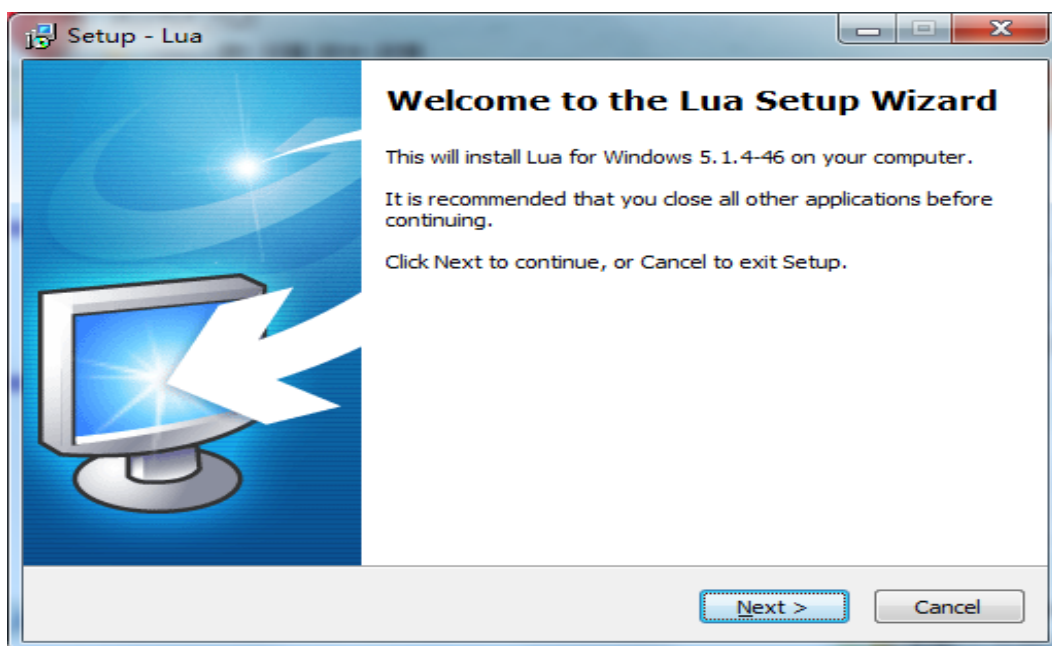 Setup - Lua
Welcome to the Lua Setup Wizard
This will install Lua for Windows 5.1.4-46 on your computer.
It is recommended that you close all other applications before
continuing.
Click Next to continue, or Cancel to exit Setup.
Next >
Cancel